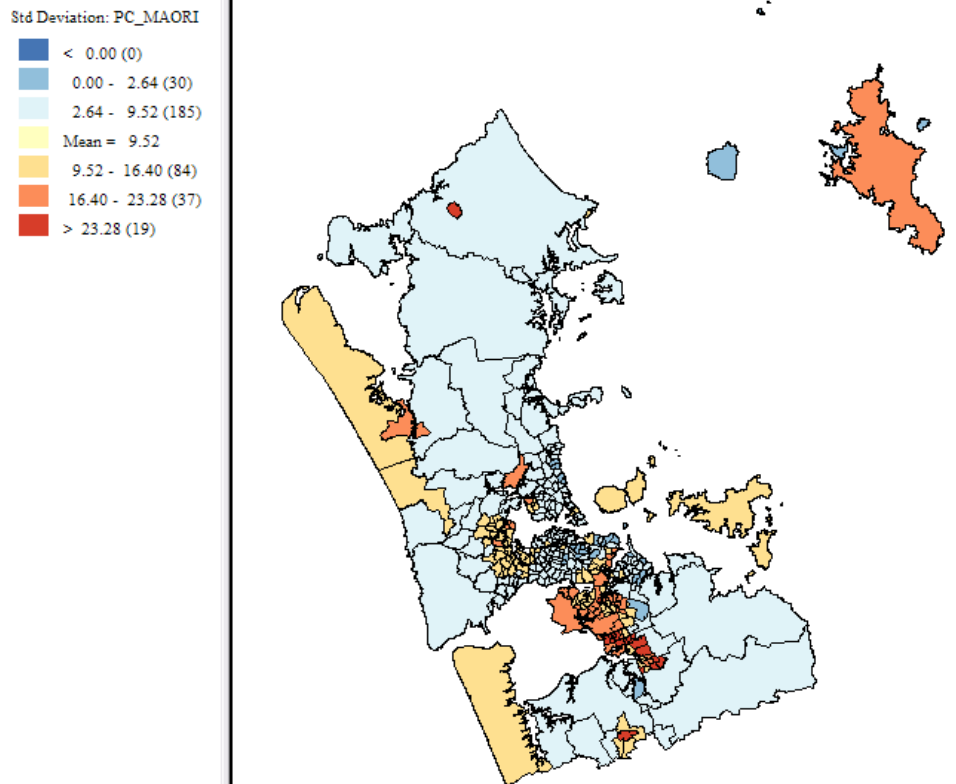 Std Deviation: PC_MAORI
< 0.00 (0)
0.00 - 2.64 (30)
2.64 - 9.52 (185)
Mean = 9.52
9.52 - 16.40 (84)
16.40 - 23.28 (37)
> 23.28 (19)